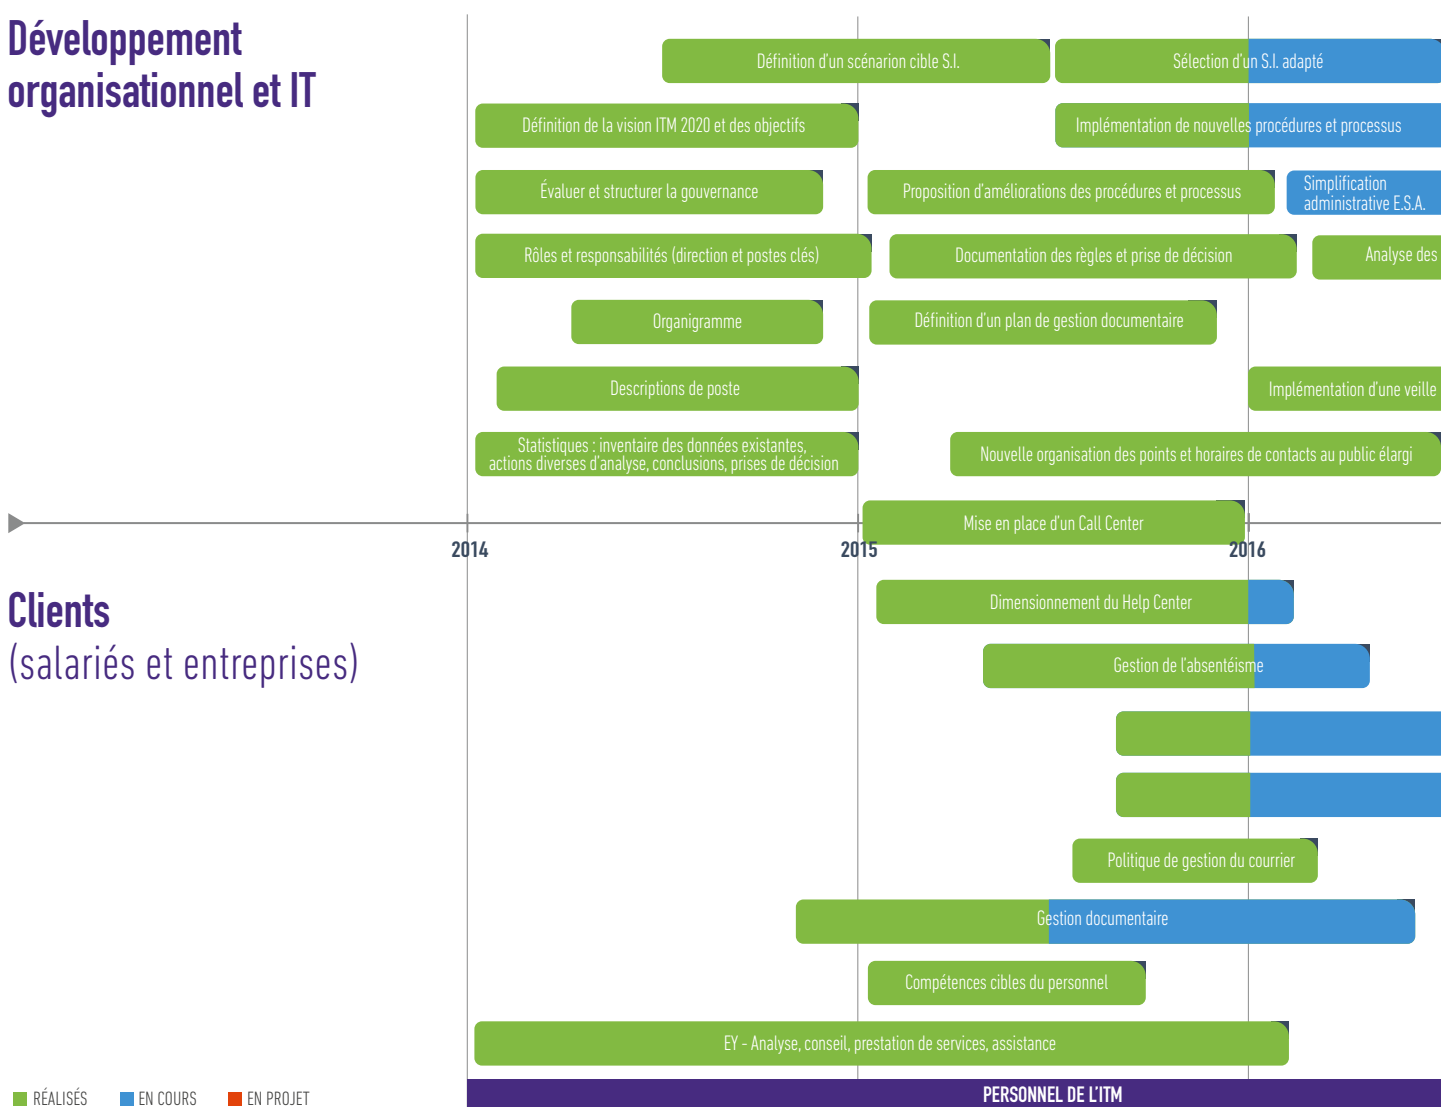 Développement
organisationnel et IT
Définition d'un scénarion cible S.I.
Sélection d'un S.I. adapté
Définition de la vision ITM 2020 et des objectifs
Implémentation de nouvelles procédures et processus
Évaluer et structurer la gouvernance
Proposition d'améliorations des procédures et processus
Simplification
administrative E.S.A.
Rôles et responsabilités (direction et postes clés)
Documentation des règles et prise de décision
Analyse des
Organigramme
Définition d'un plan de gestion documentaire
Descriptions de poste
Implémentation d'une veille
Statistiques : inventaire des données existantes,
actions diverses d'analyse, conclusions, prises de décision
Nouvelle organisation des points et horaires de contacts au public élargi
Mise en place d'un Call Center
2014
2015
2016
Clients
(salariés et entreprises)
Dimensionnement du Help Center
Gestion de l'absentéisme
Politique de gestion du courrier
Gestion documentaire
Compétences cibles du personnel
EY - Analyse, conseil, prestation de services, assistance
RÉALISÉS
EN COURS
EN PROJET
PERSONNEL DE L'ITM